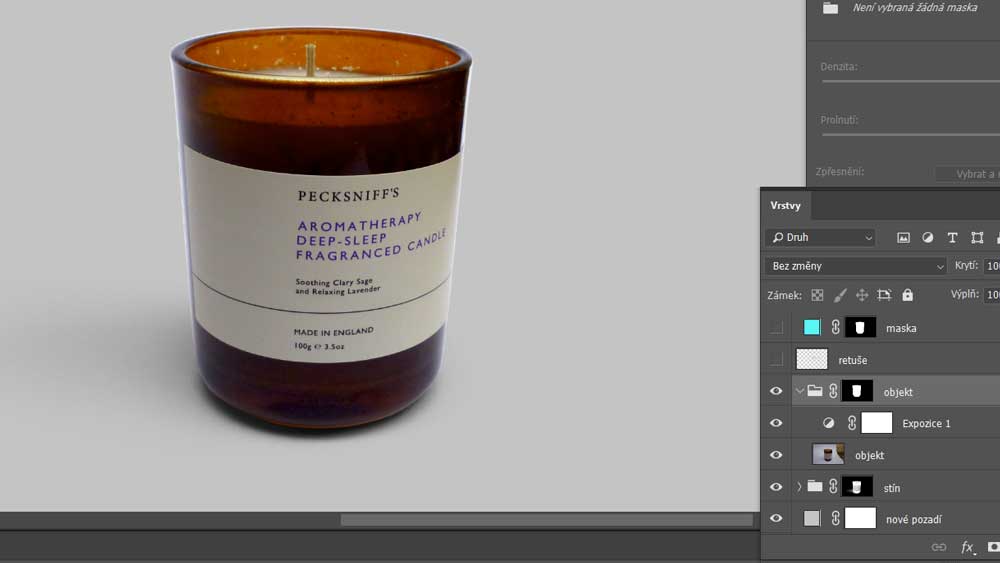 Není vybraná žádná maska
Denzita:
Prolnutí:
Zpřesnění:
Vybrat a
Vrstvy
Druh
Bez změny
Krytí:
Zámek:
Výplň:
maska
retuše
objekt
Expozice 1
objekt
stín
nové pozadí
fx
PECKSNIFF'S
AROMATHERAPY
DEEP-SLEEP
FRAGRANCED CANDLE
Soothing Clary Sage
and Relaxing Lavender
MADE IN ENGLAND
100g ℮ 3.5oz